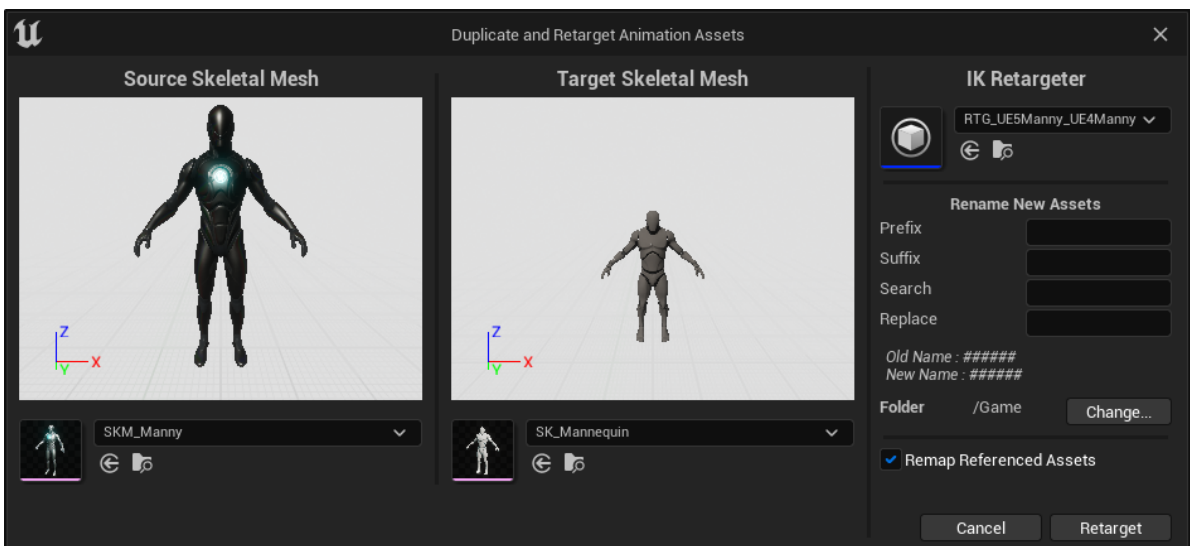 Duplicate and Retarget Animation Assets
Source Skeletal Mesh
Z
X
Y
SKM_Manny
Target Skeletal Mesh
Z
X
Y
SK_Mannequin
IK Retargeter
RTG_UE5Manny_UE4Manny
Rename New Assets
Prefix
Suffix
Search
Replace
Old Name : ######
New Name : ######
Folder /Game Change...
Remap Referenced Assets
Cancel Retarget